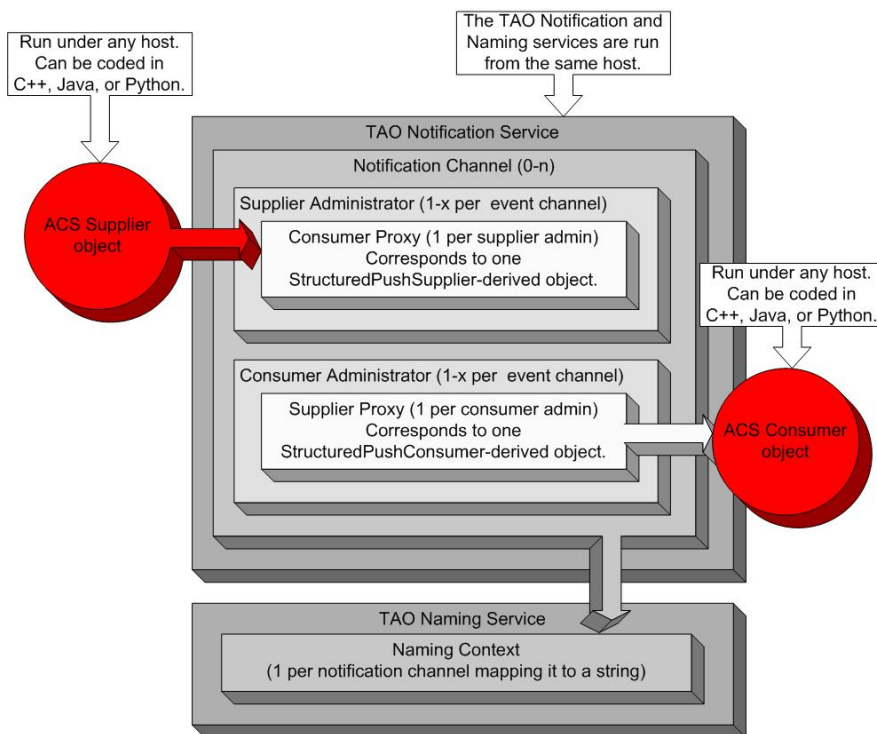 Run under any host.
Can be coded in
C++, Java, or Python.
The TAO Notification and
Naming services are run
from the same host.
TAO Notification Service
Notification Channel (0-n)
Supplier Administrator (1-x per event channel)
ACS Supplier
object
Consumer Proxy (1 per supplier admin)
Corresponds to one
StructuredPushSupplier-derived object.
Run under any host.
Can be coded in
C++, Java, or Python.
Consumer Administrator (1-x per event channel)
Supplier Proxy (1 per consumer admin)
Corresponds to one
StructuredPushConsumer-derived object.
ACS Consumer
object
TAO Naming Service
Naming Context
(1 per notification channel mapping it to a string)